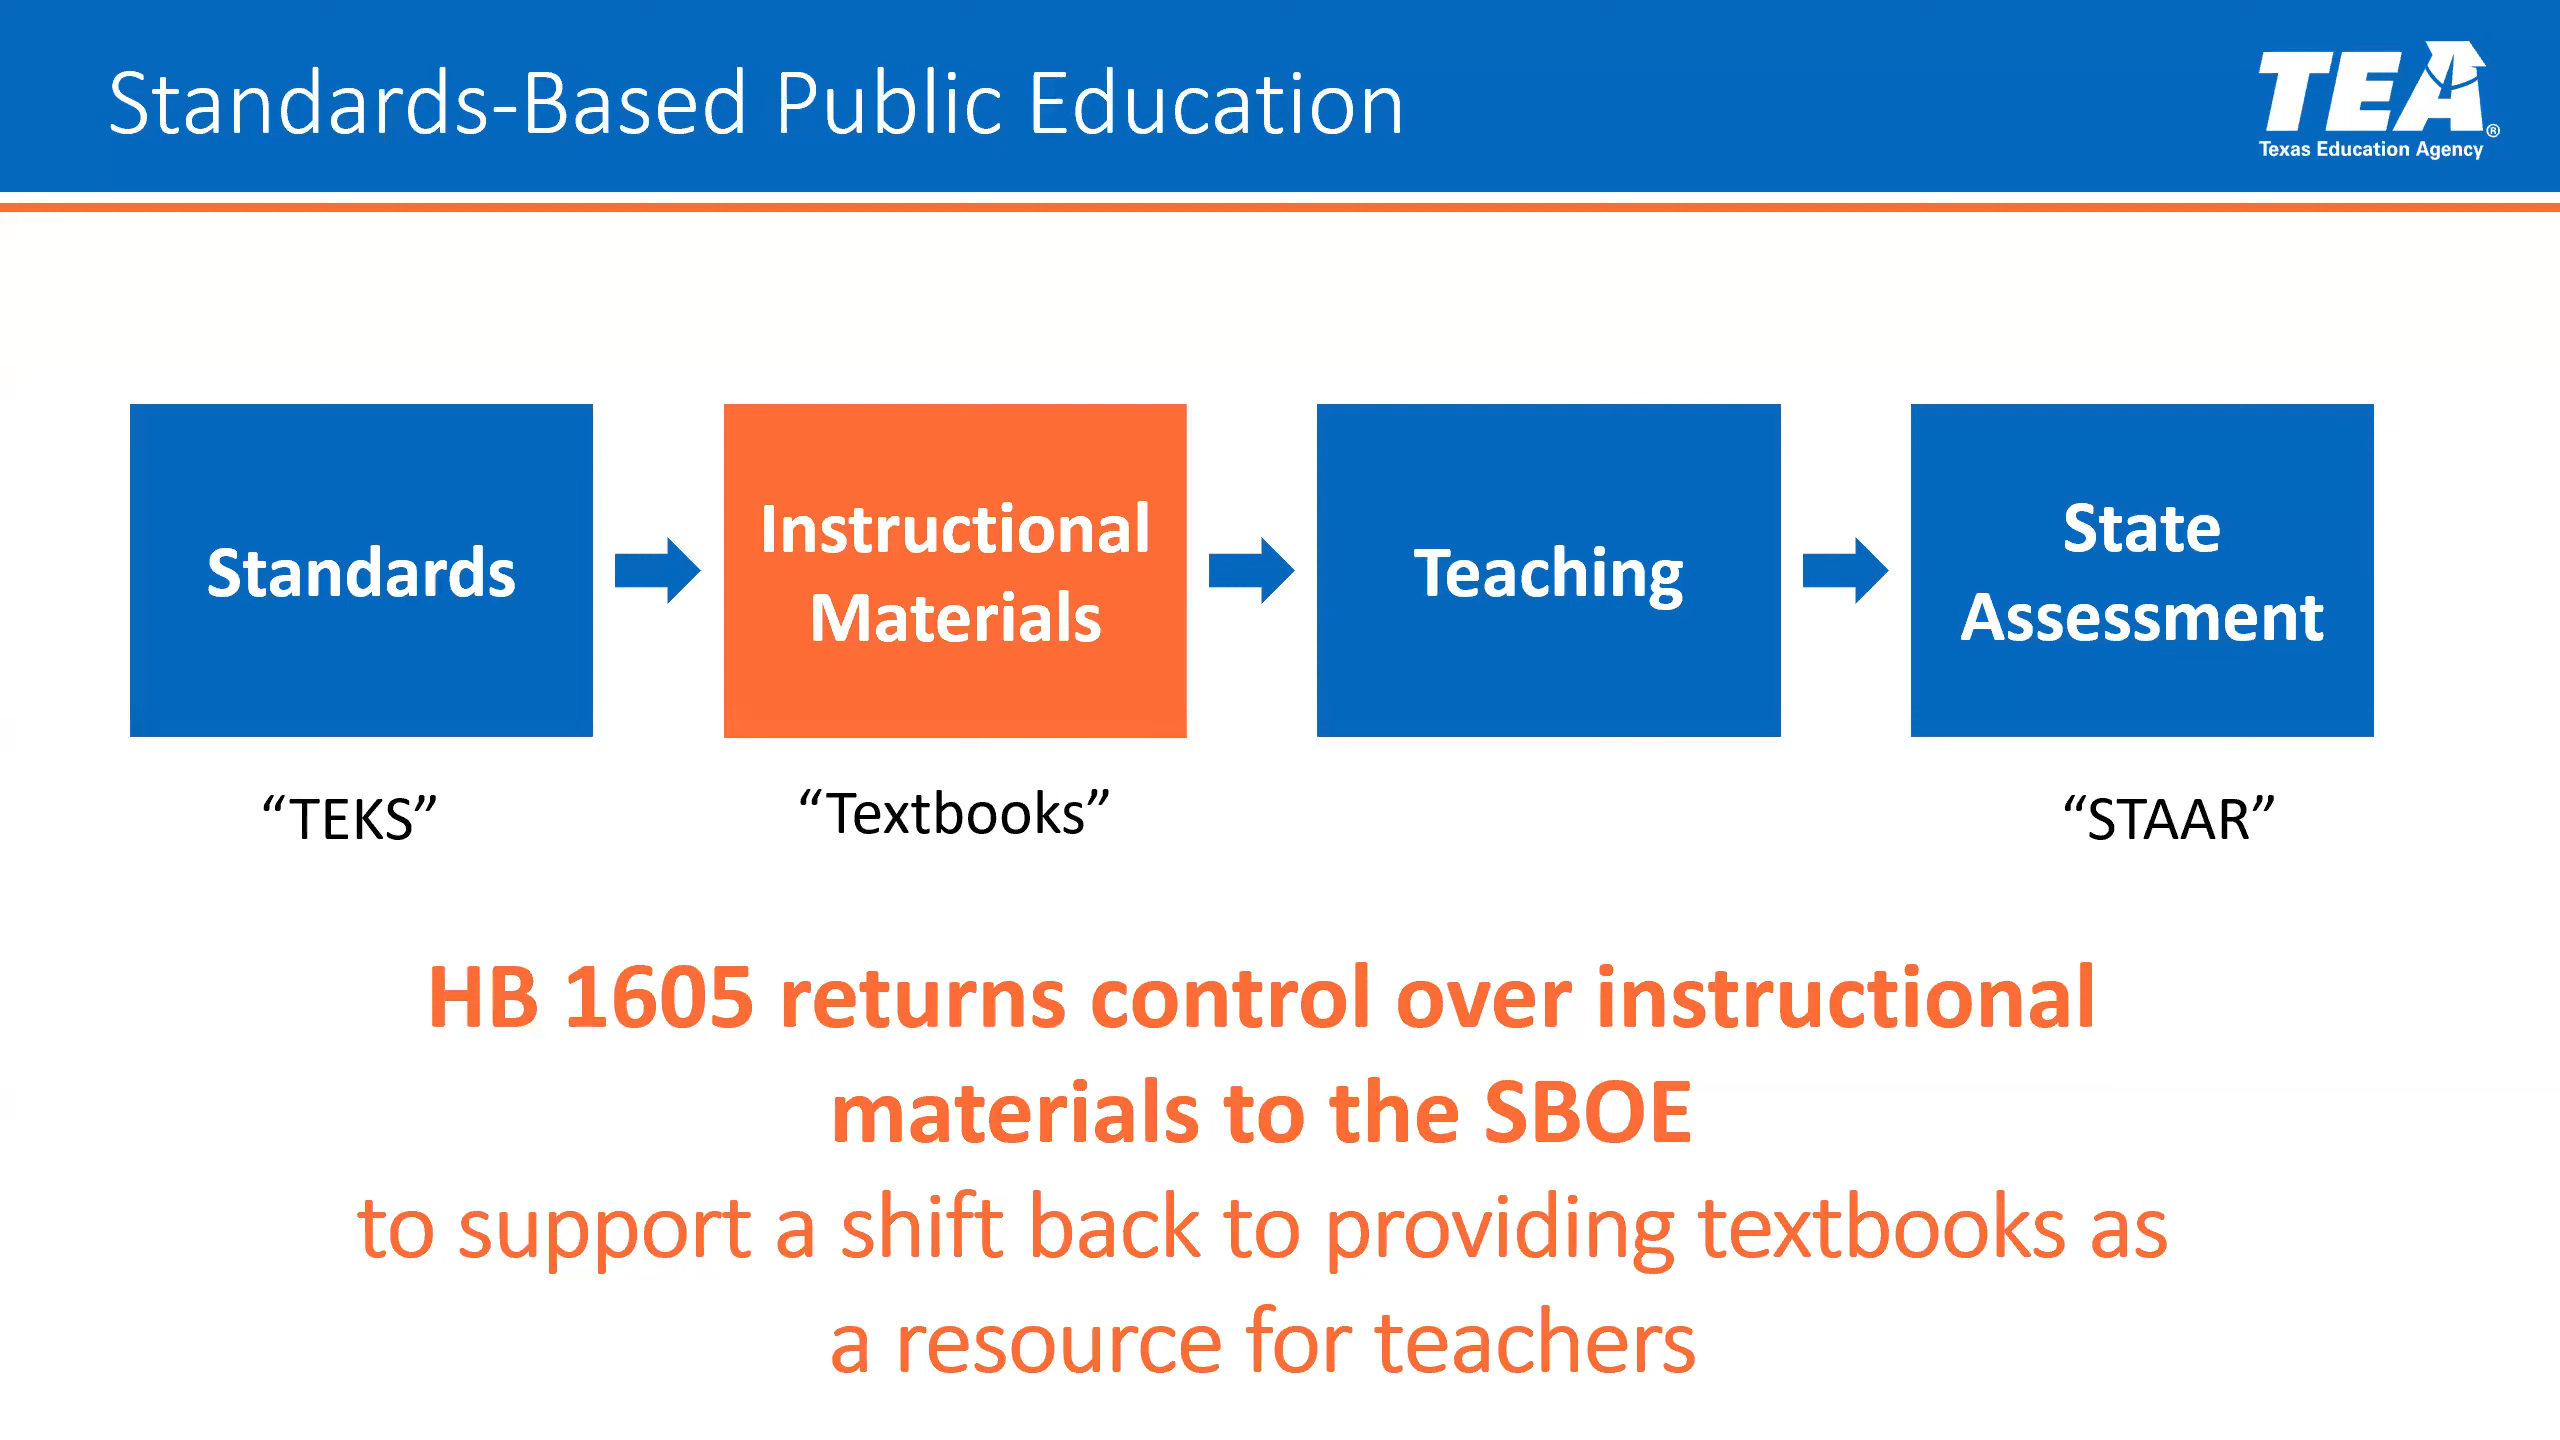 Standards-Based Public Education
TEA®
Texas Education Agency
Standards
Instructional
Materials
Teaching
State
Assessment
“TEKS”
“Textbooks”
“STAAR”
HB 1605 returns control over instructional
materials to the SBOE
to support a shift back to providing textbooks as
a resource for teachers